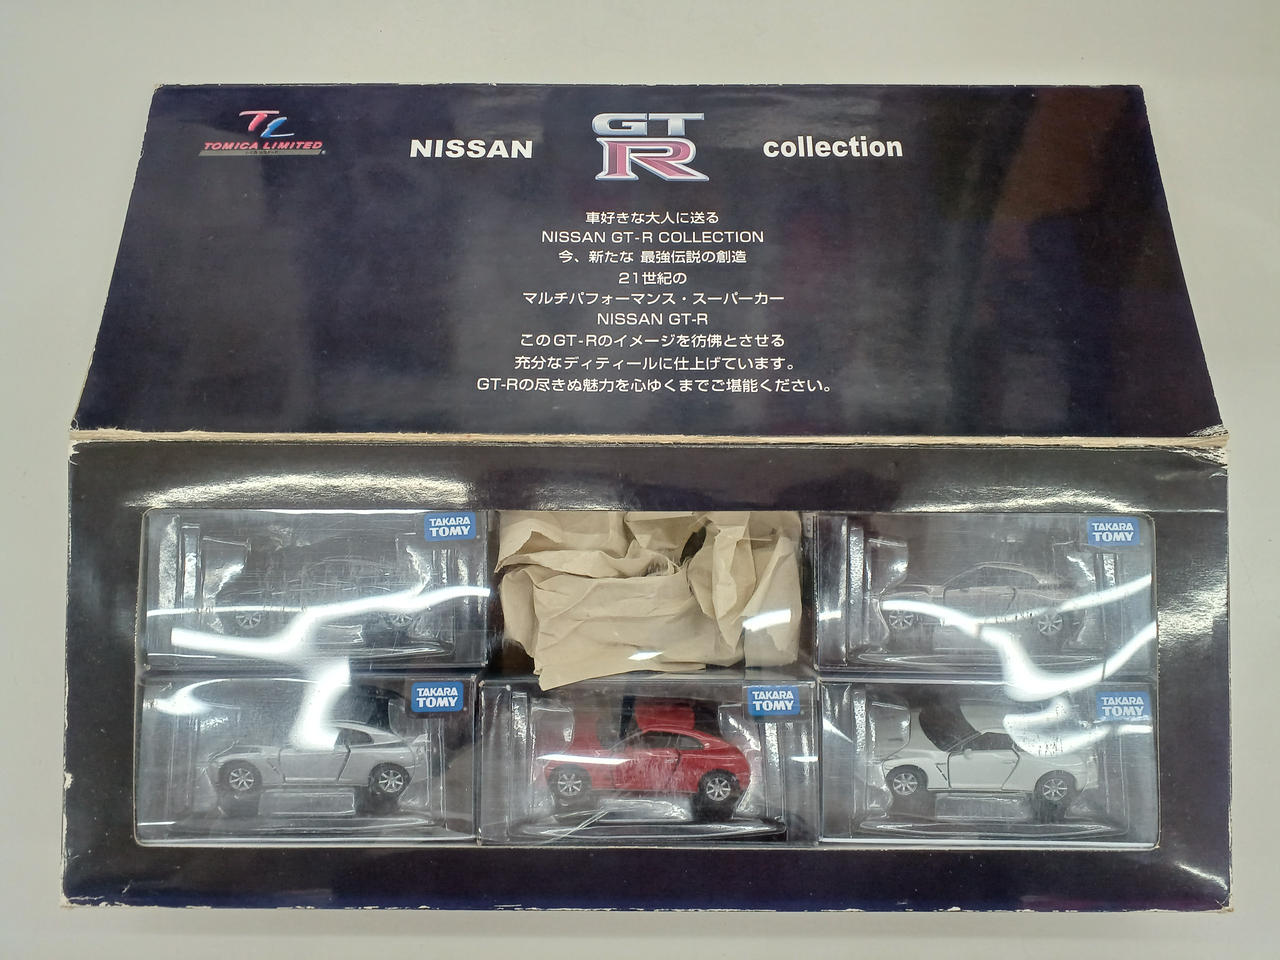 TL
TOMICA LIMITED
NISSAN
GT
R
collection
車好きな大人に送る
NISSAN GT-R COLLECTION
今、新たな 最強伝説の創造
21世紀の
マルチパフォーマンス・スーパーカー
NISSAN GT-R
このGT-Rのイメージを彷彿とさせる
充分なディティールに仕上げています。
GT-Rの尽きぬ魅力を心ゆくまでご堪能ください。
TAKARA
TOMY
TAKARA
TOMY
TAKARA
TOMY
TAKARA
TOMY
TAKARA
TOMY